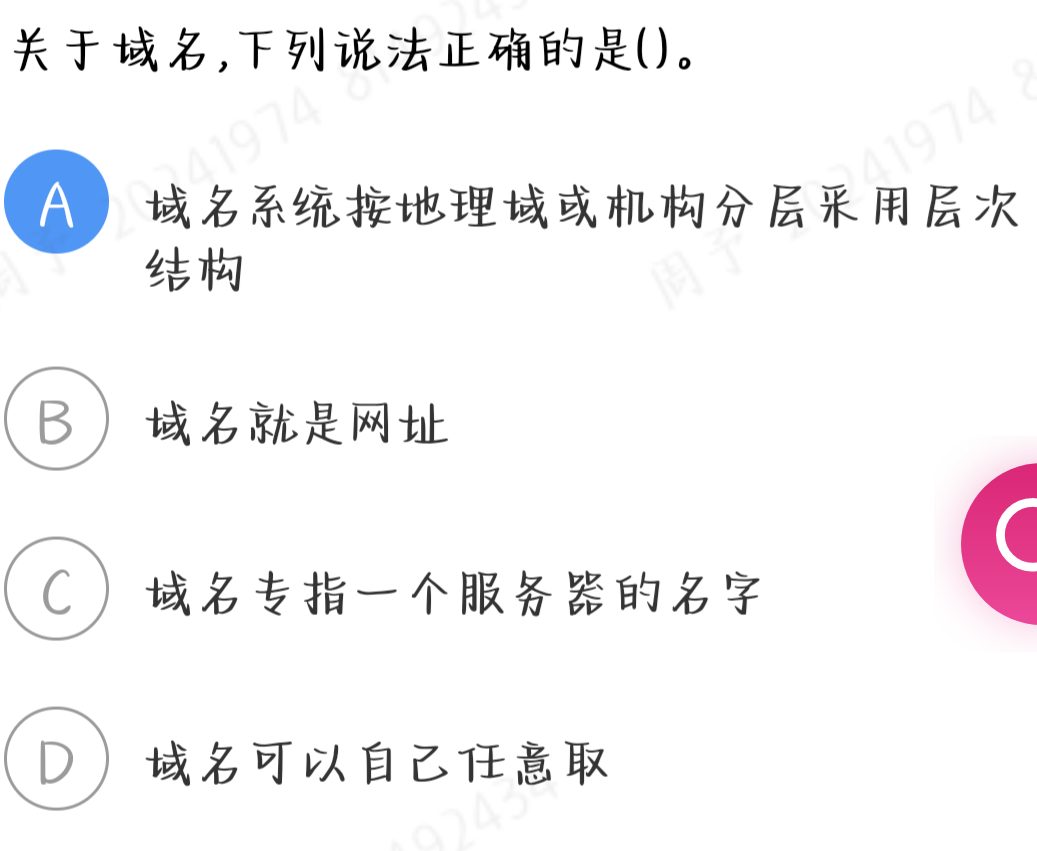 关于域名,下列说法正确的是()。
A 域名系统按地理域或机构分层采用层次
结构
B 域名就是网址
C 域名专指一个服务器的名字
D 域名可以自己任意取